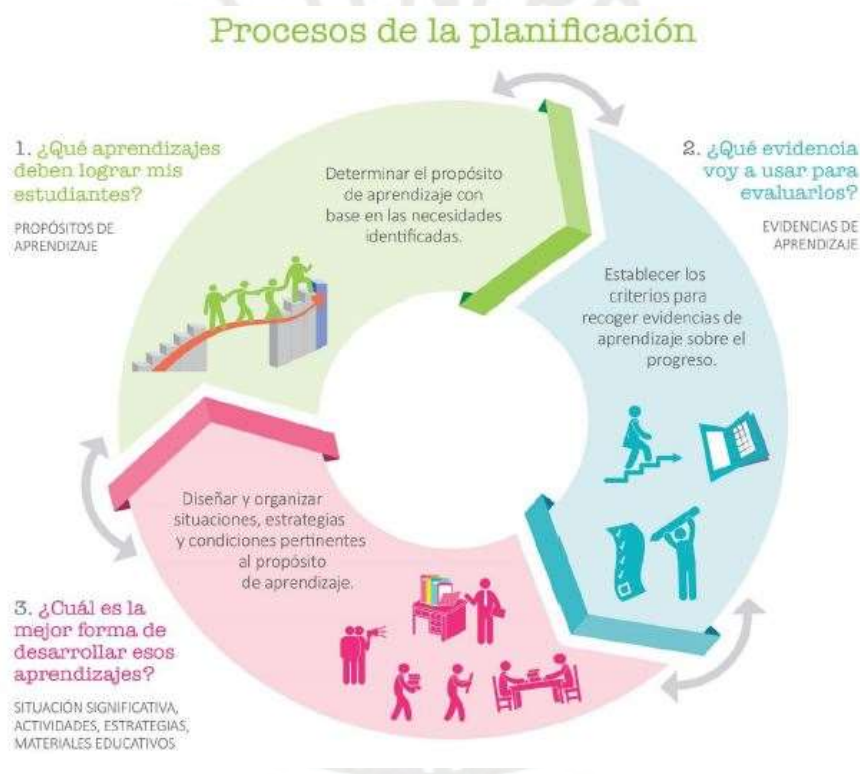 Procesos de la planificación
1. ¿Qué aprendizajes
deben lograr mis
estudiantes?
PROPÓSITOS DE
APRENDIZAJE
Determinar el propósito
de aprendizaje con
base en las necesidades
identificadas.
2. ¿Qué evidencia
voy a usar para
evaluarlos?
EVIDENCIAS DE
APRENDIZAJE
Establecer los
criterios para
recoger evidencias de
aprendizaje sobre el
progreso.
Diseñar y organizar
situaciones, estrategias
y condiciones pertinentes
al propósito
de aprendizaje.
3. ¿Cuál es la
mejor forma de
desarrollar esos
aprendizajes?
SITUACIÓN SIGNIFICATIVA,
ACTIVIDADES, ESTRATEGIAS,
MATERIALES EDUCATIVOS